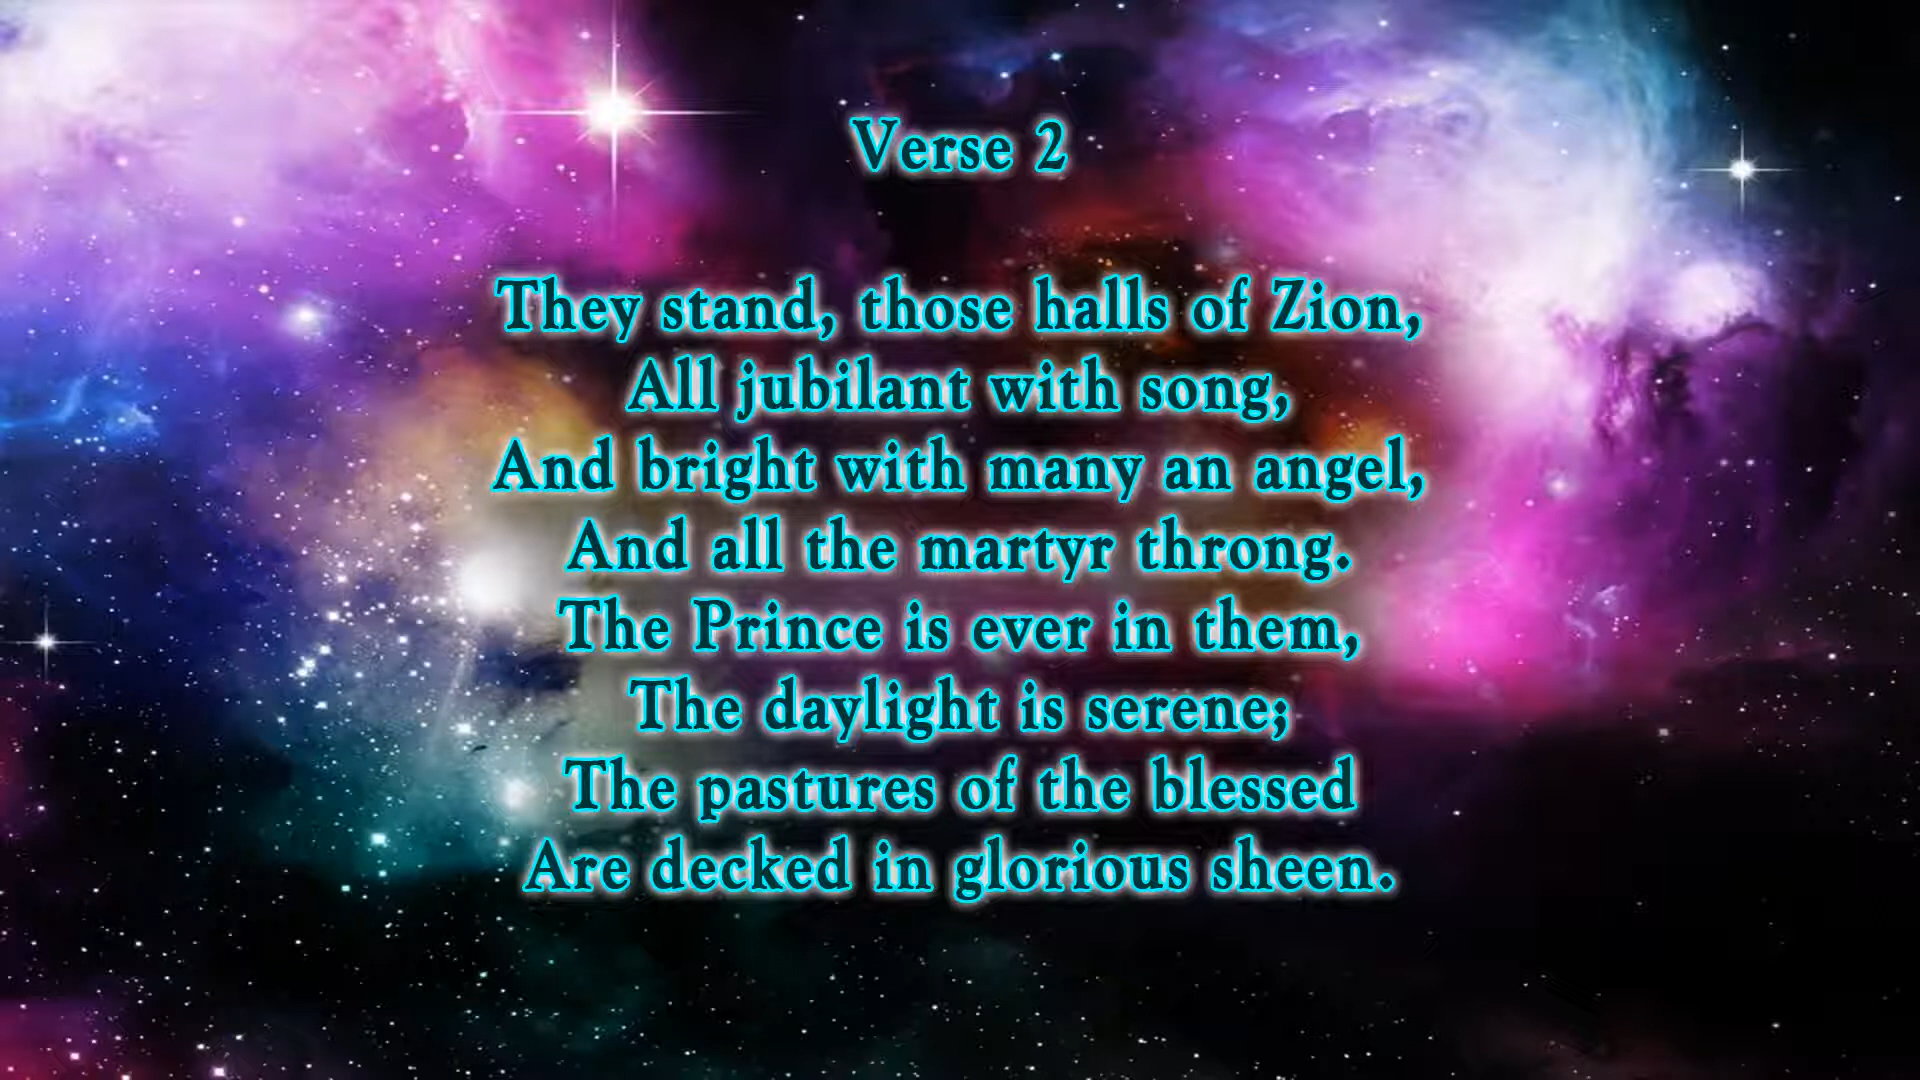 Verse 2
They stand, those halls of Zion,
All jubilant with song,
And bright with many an angel,
And all the martyr throng.
The Prince is ever in them,
The daylight is serene;
The pastures of the blessed
Are decked in glorious sheen.